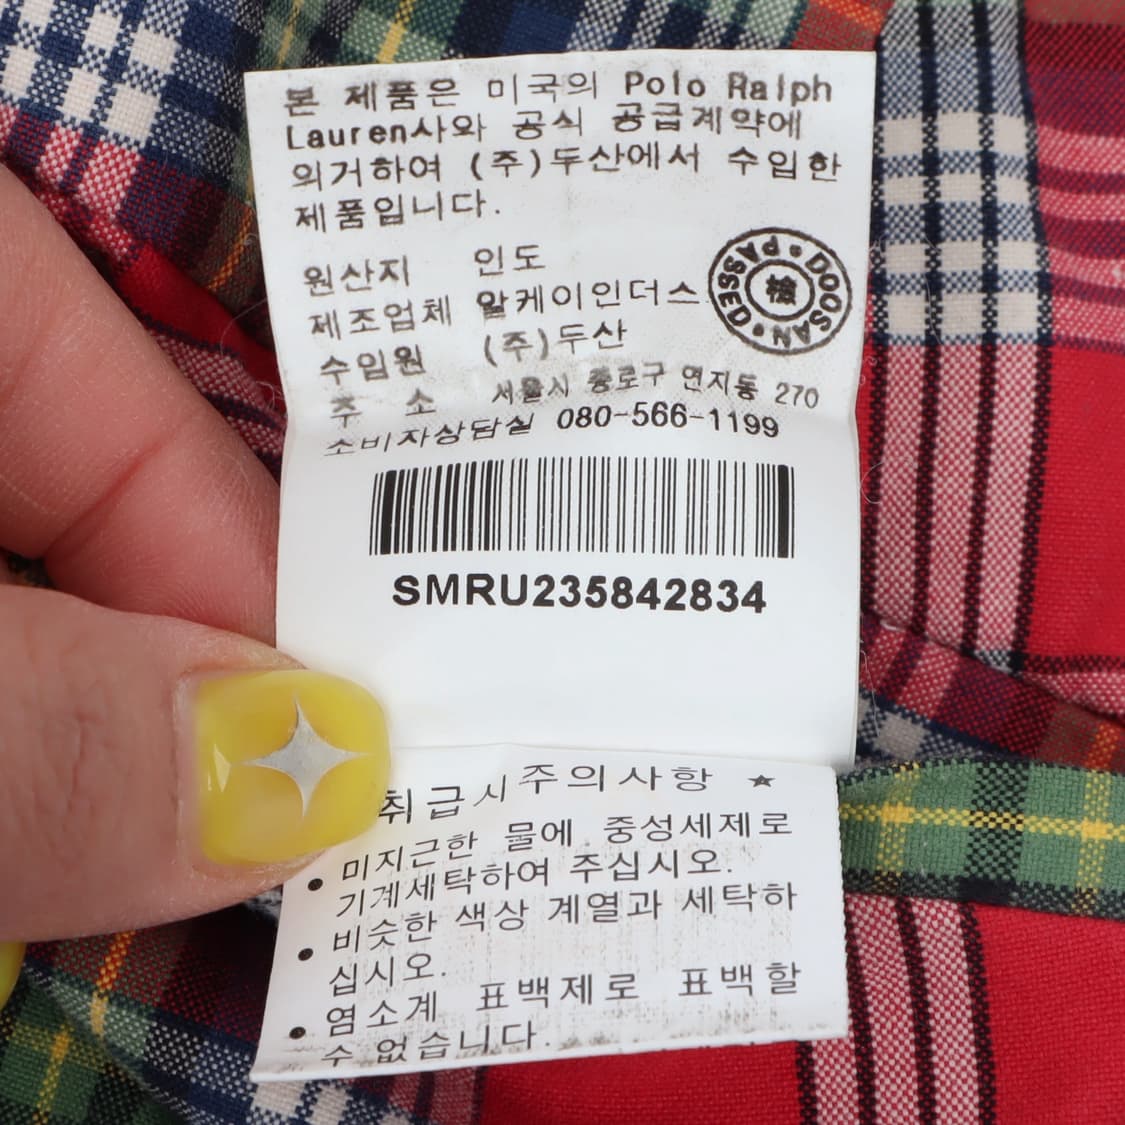 본 제품은 미국의 Polo Ralph
Lauren사와 공식 공급계약에
의거하여 (주)두산에서 수입한
제품입니다.
원산지 인도
제조업체 알케이인더스
수입원 (주)두산
주 소 서울시 종로구 연지동 270
소비자상담실 080-566-1199
DOOSAN • DESS PASS •
檢
SMRU235842834
취급시주의사항 ★
• 미지근한 물에 중성세제로
기계세탁하여 주십시오.
• 비슷한 색상 계열과 세탁하
십시오.
• 염소계 표백제로 표백할
수 없습니다.